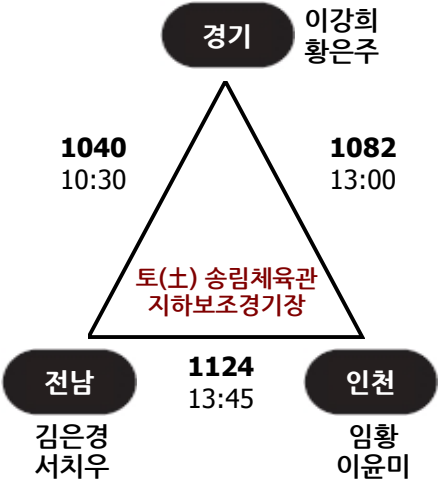 경기
이강희
황은주
1040
10:30
1082
13:00
토(土) 송림체육관
지하보조경기장
전남
1124
13:45
인천
김은경
서치우
임황
이윤미